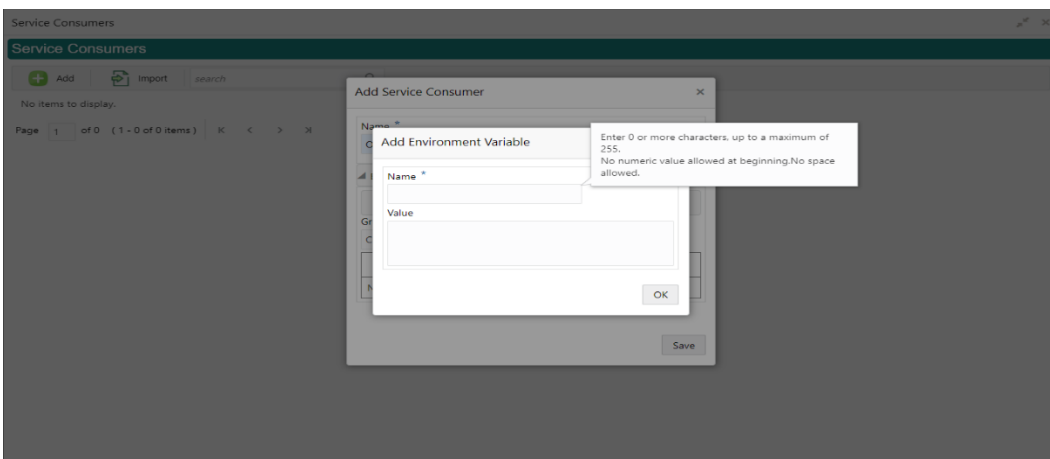 Service Consumers
Service Consumers
Add Import search
No items to display.
Page 1 of 0 (1 - 0 of 0 items)
Add Service Consumer
Name *
Add Environment Variable
Enter 0 or more characters, up to a maximum of
255.
No numeric value allowed at beginning.No space
allowed.
Name *
Value
OK
Save